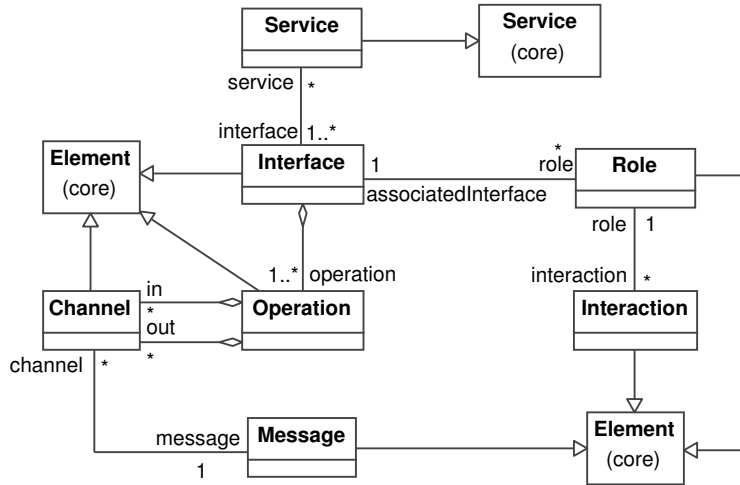 Service
Service
(core)
service
*
interface
1..*
Element
(core)
Interface
1
*
role
Role
associatedInterface
role
1
1..*
operation
interaction
*
Channel
in
*
Operation
Interaction
out
*
channel
*
message
1
Message
Element
(core)